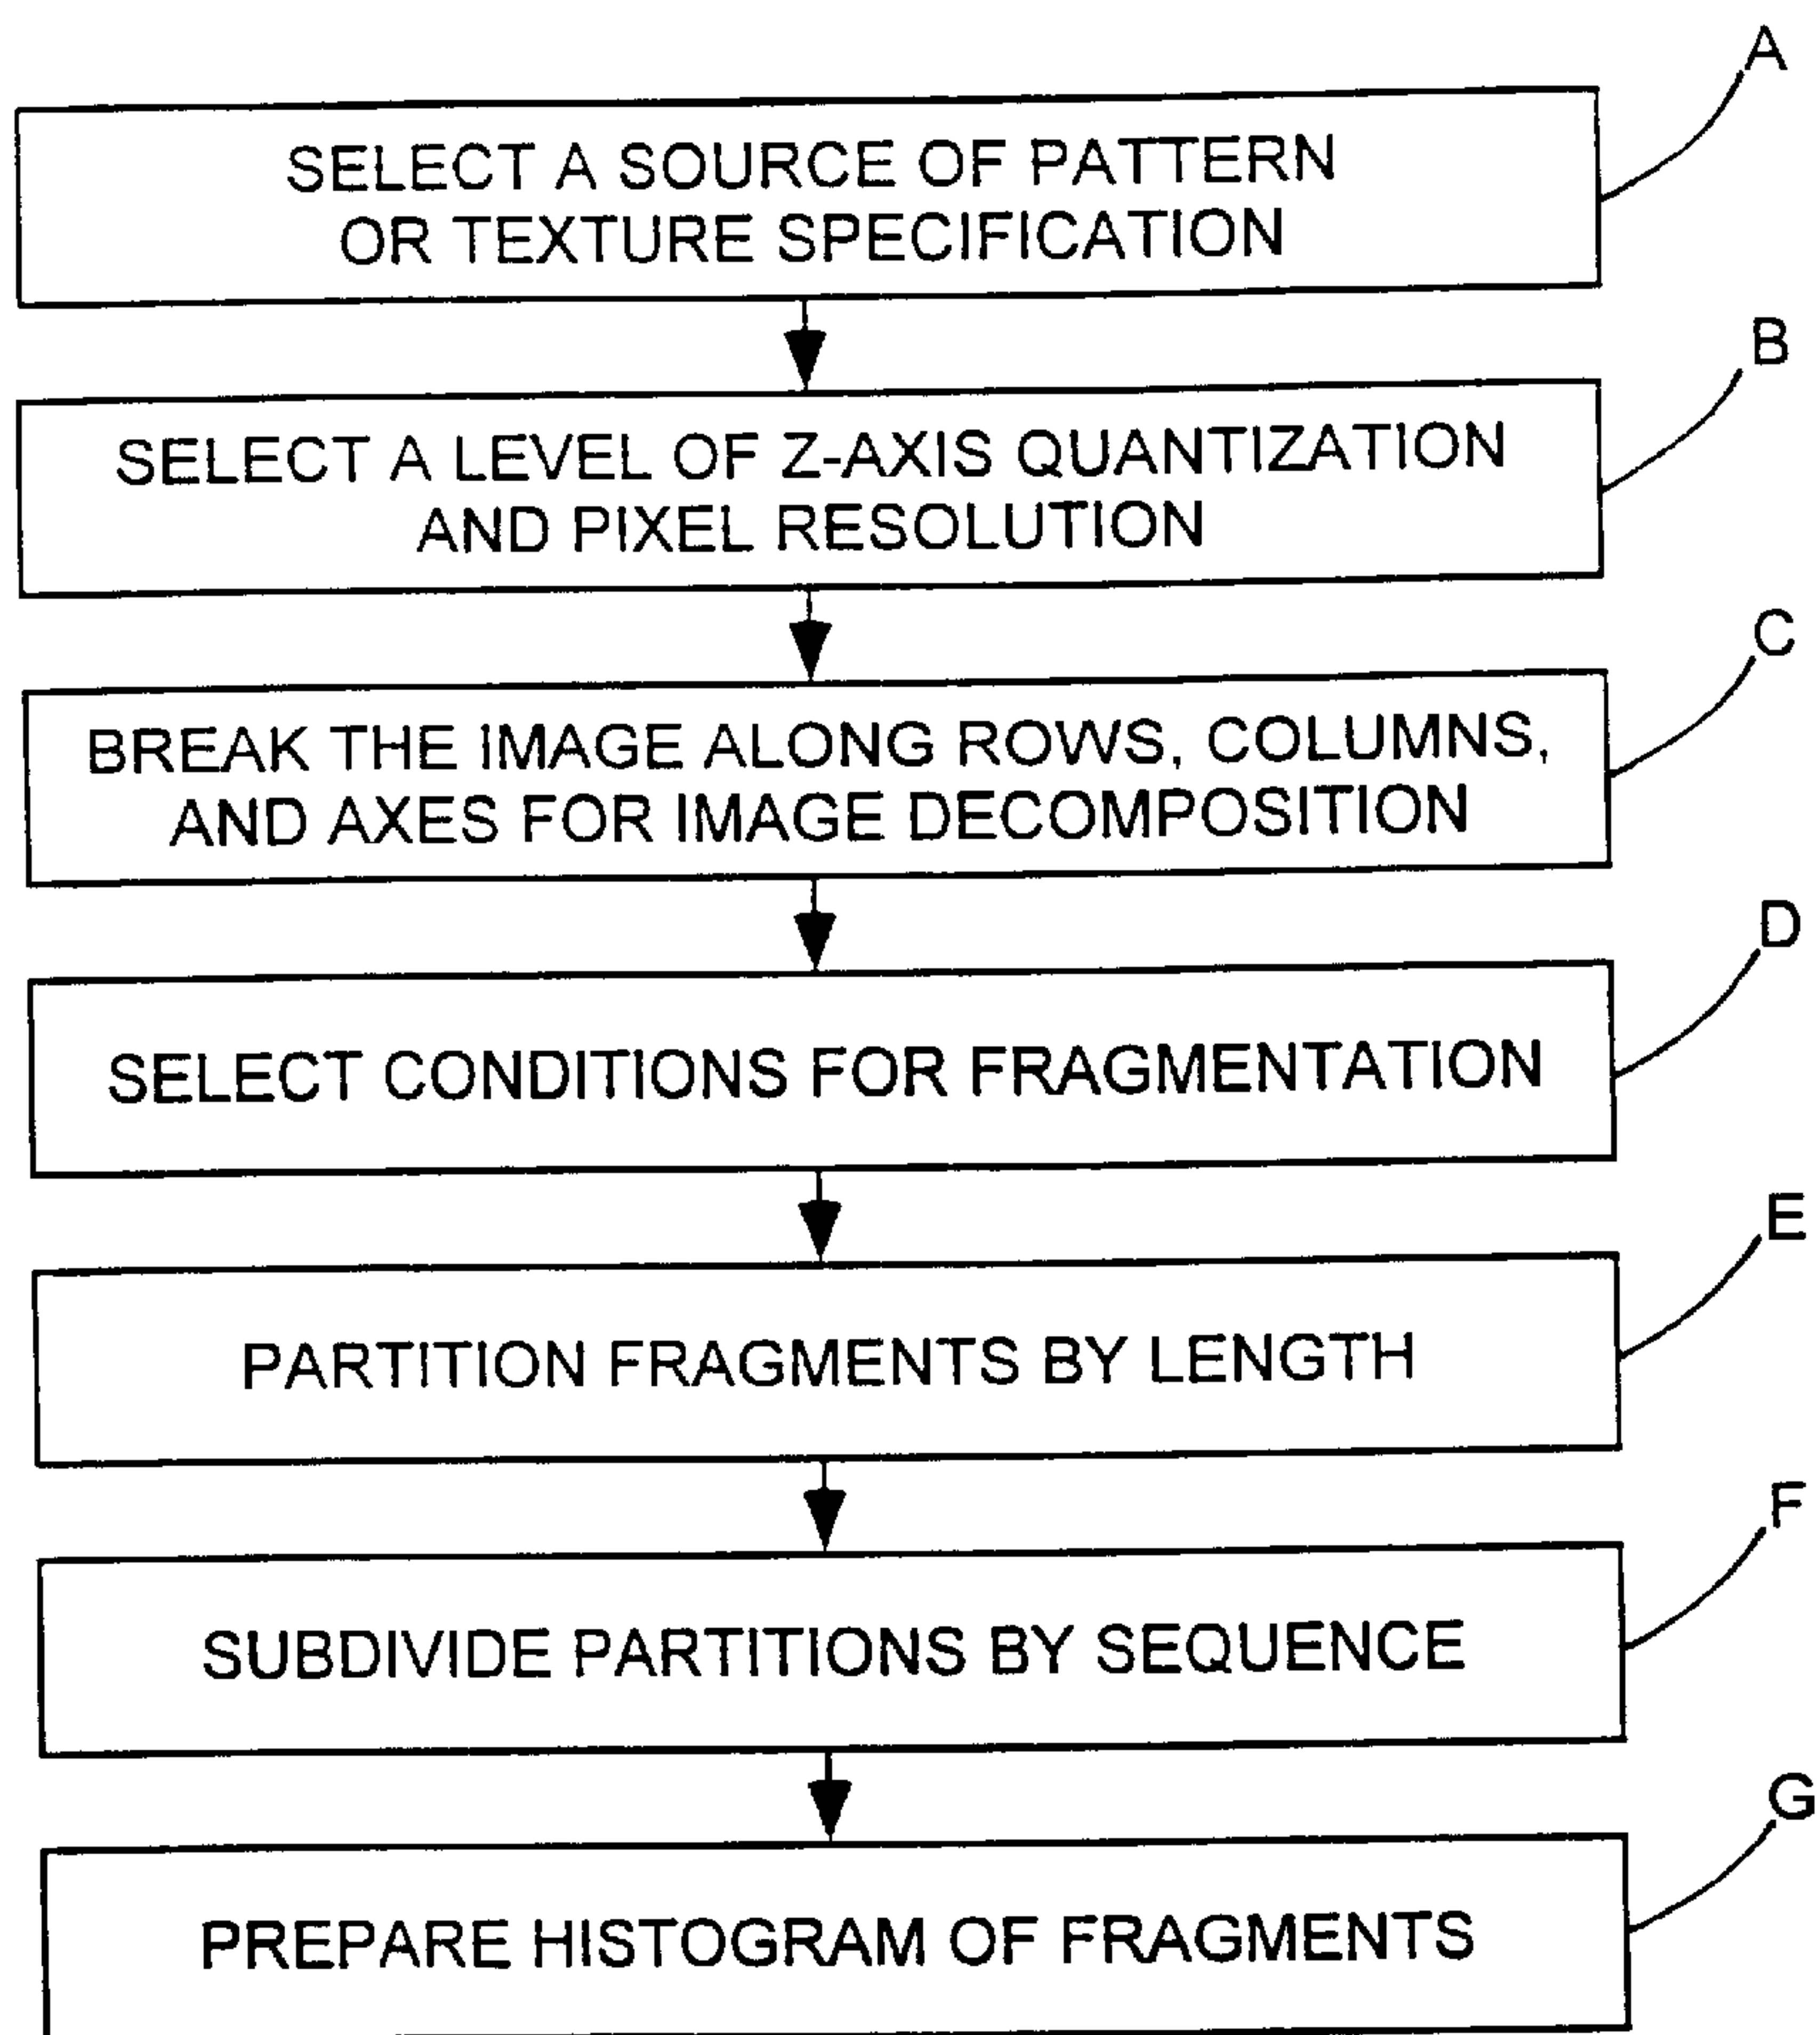 A
SELECT A SOURCE OF PATTERN
OR TEXTURE SPECIFICATION
B
SELECT A LEVEL OF Z-AXIS QUANTIZATION
AND PIXEL RESOLUTION
C
BREAK THE IMAGE ALONG ROWS, COLUMNS,
AND AXES FOR IMAGE DECOMPOSITION
D
SELECT CONDITIONS FOR FRAGMENTATION
E
PARTITION FRAGMENTS BY LENGTH
F
SUBDIVIDE PARTITIONS BY SEQUENCE
G
PREPARE HISTOGRAM OF FRAGMENTS